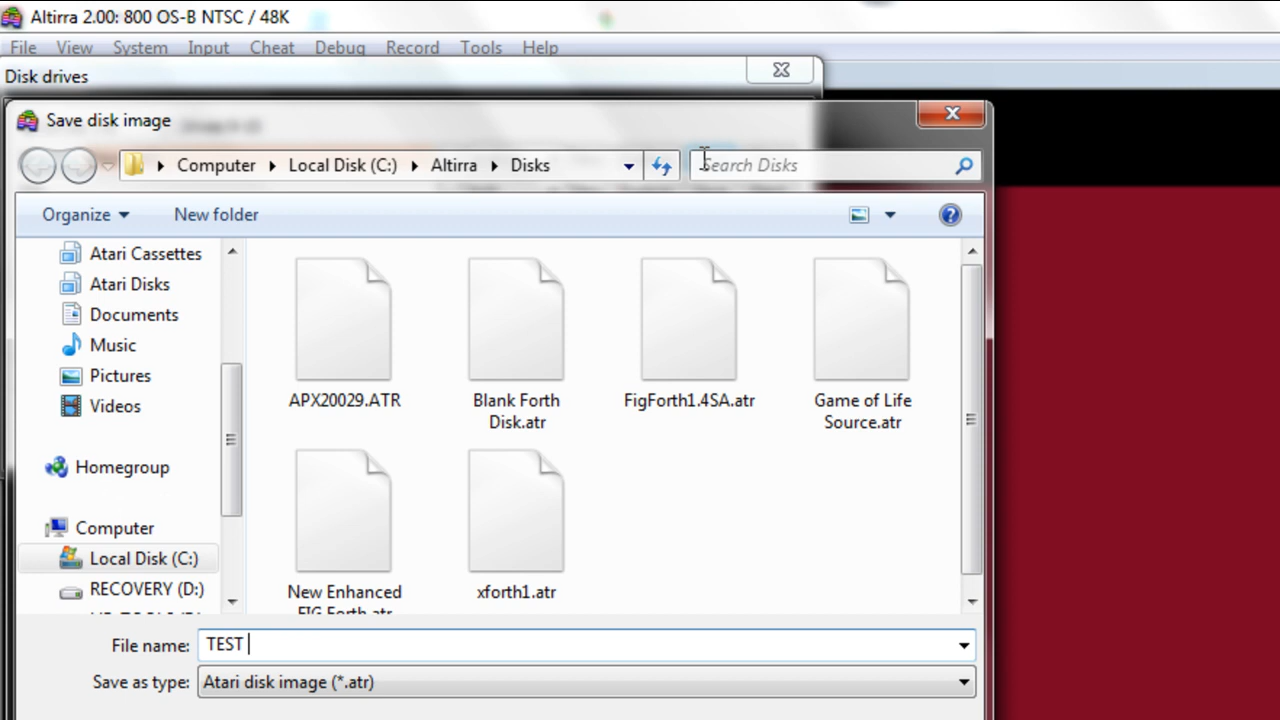 Altirra 2.00: 800 OS-B NTSC / 48K
File View System Input Cheat Debug Record Tools Help
Disk drives
Save disk image
Computer Local Disk (C:) Altirra Disks
Search Disks
Organize New folder
Atari Cassettes
Atari Disks
Documents
Music
Pictures
Videos
Homegroup
Computer
Local Disk (C:)
RECOVERY (D:)
APX20029.ATR
Blank Forth
Disk.atr
FigForth1.4SA.atr
Game of Life
Source.atr
New Enhanced
FIG Forth.atr
xforth1.atr
File name: TEST
Save as type: Atari disk image (*.atr)